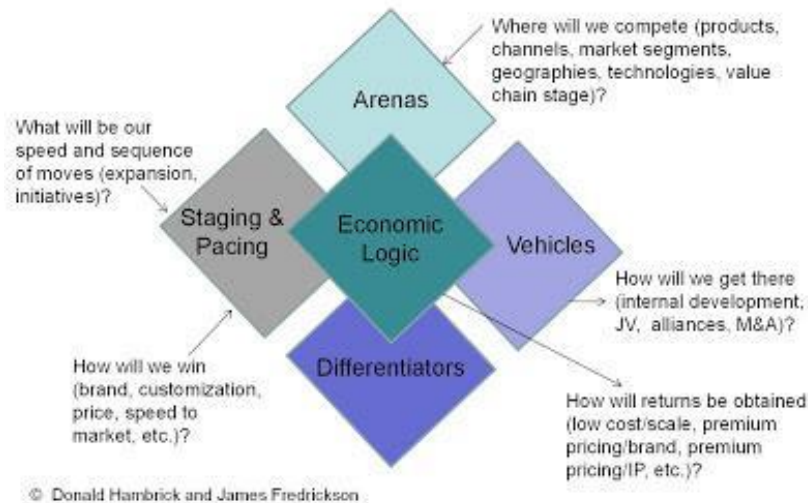 Where will we compete (products,
channels, market segments,
geographies, technologies, value
chain stage)?
Arenas
What will be our
speed and sequence
of moves (expansion,
initiatives)?
Staging &
Pacing
Economic
Logic
Vehicles
How will we get there
(internal development,
JV, alliances, M&A)?
How will we win
(brand, customization,
price, speed to
market, etc.)?
Differentiators
How will returns be obtained
(low cost/scale, premium
pricing/brand, premium
pricing/IP, etc.)?
© Donald Hambrick and James Fredrickson